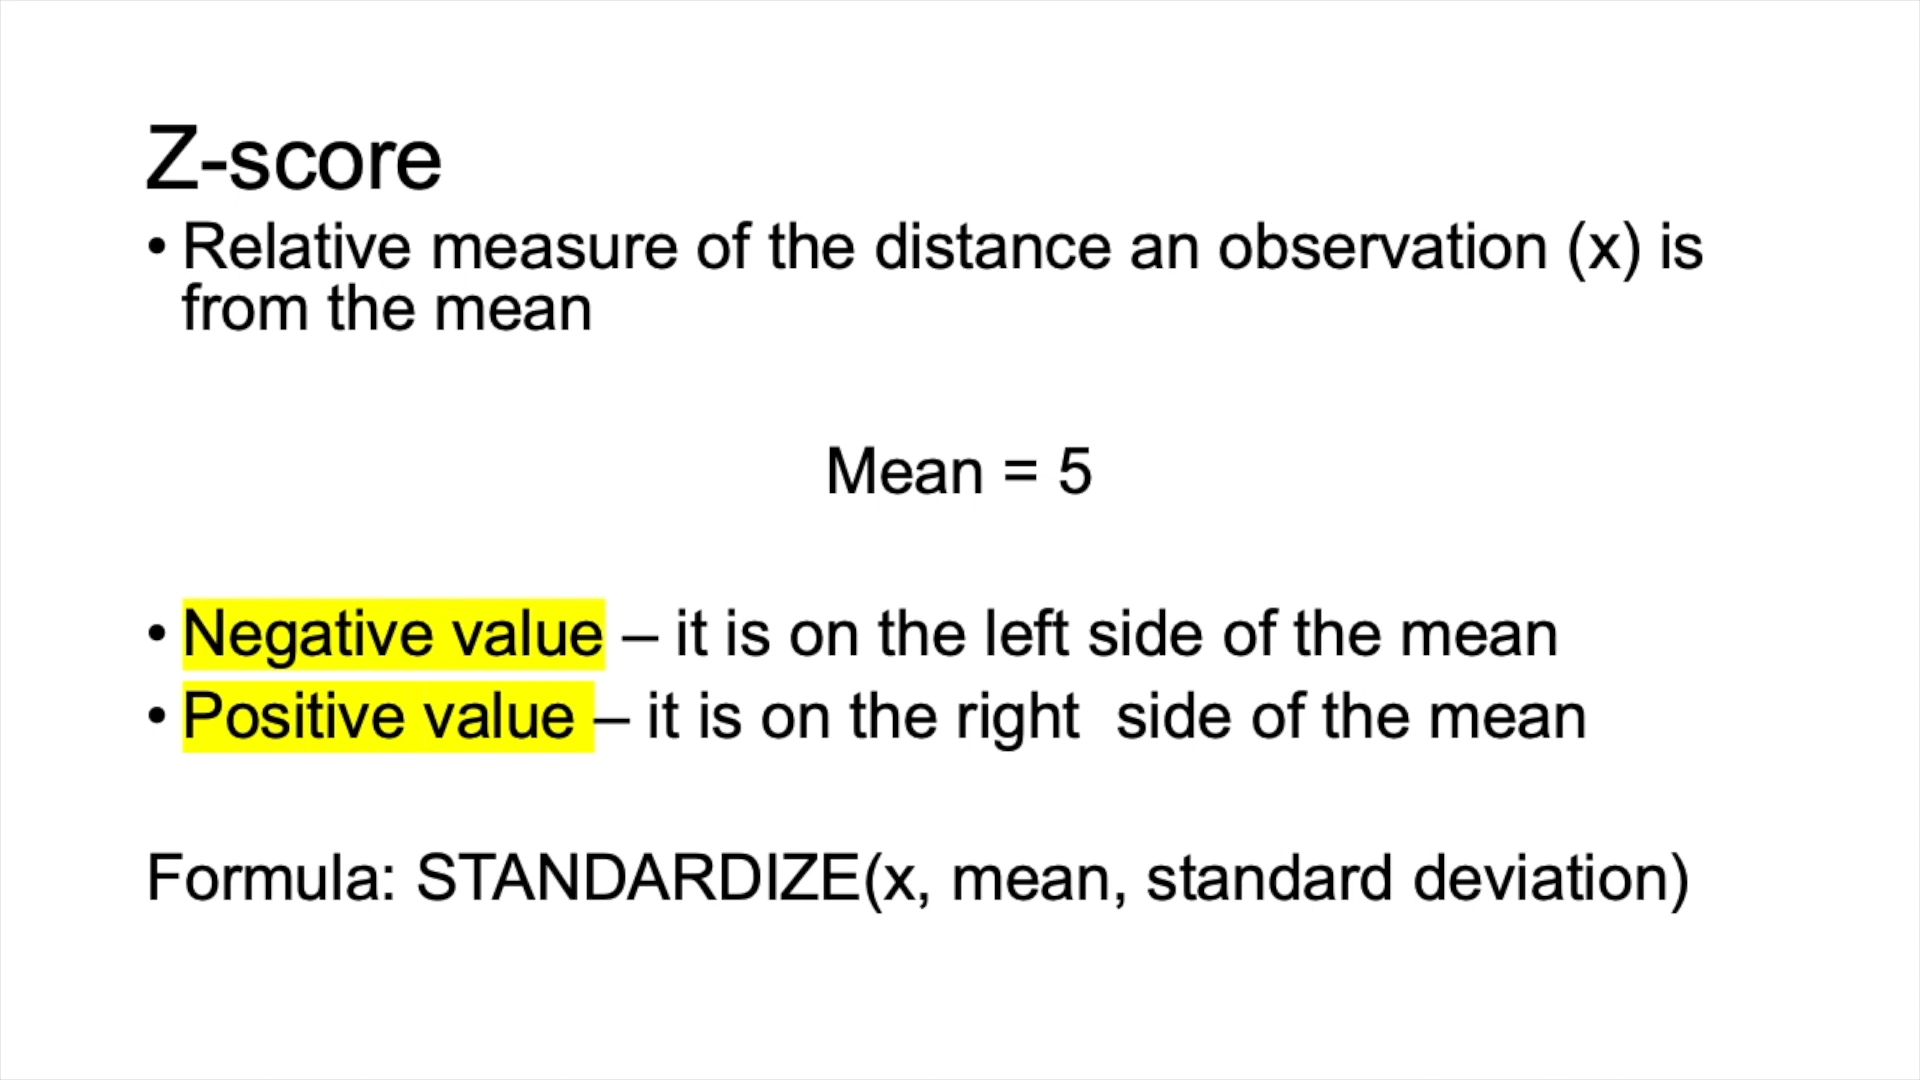 Z-score
• Relative measure of the distance an observation (x) is
from the mean
Mean = 5
• Negative value – it is on the left side of the mean
• Positive value – it is on the right  side of the mean
Formula: STANDARDIZE(x, mean, standard deviation)